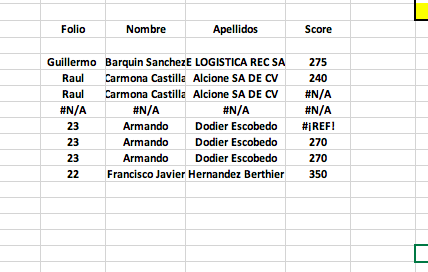 Folio Nombre Apellidos Score
Guillermo Barquin Sanchez E LOGISTICA REC SA 275
Raul Carmona Castilla Alcione SA DE CV 240
Raul Carmona Castilla Alcione SA DE CV #N/A
#N/A #N/A #N/A #N/A
23 Armando Dodier Escobedo #¡REF!
23 Armando Dodier Escobedo 270
23 Armando Dodier Escobedo 270
22 Francisco Javier Hernandez Berthier 350